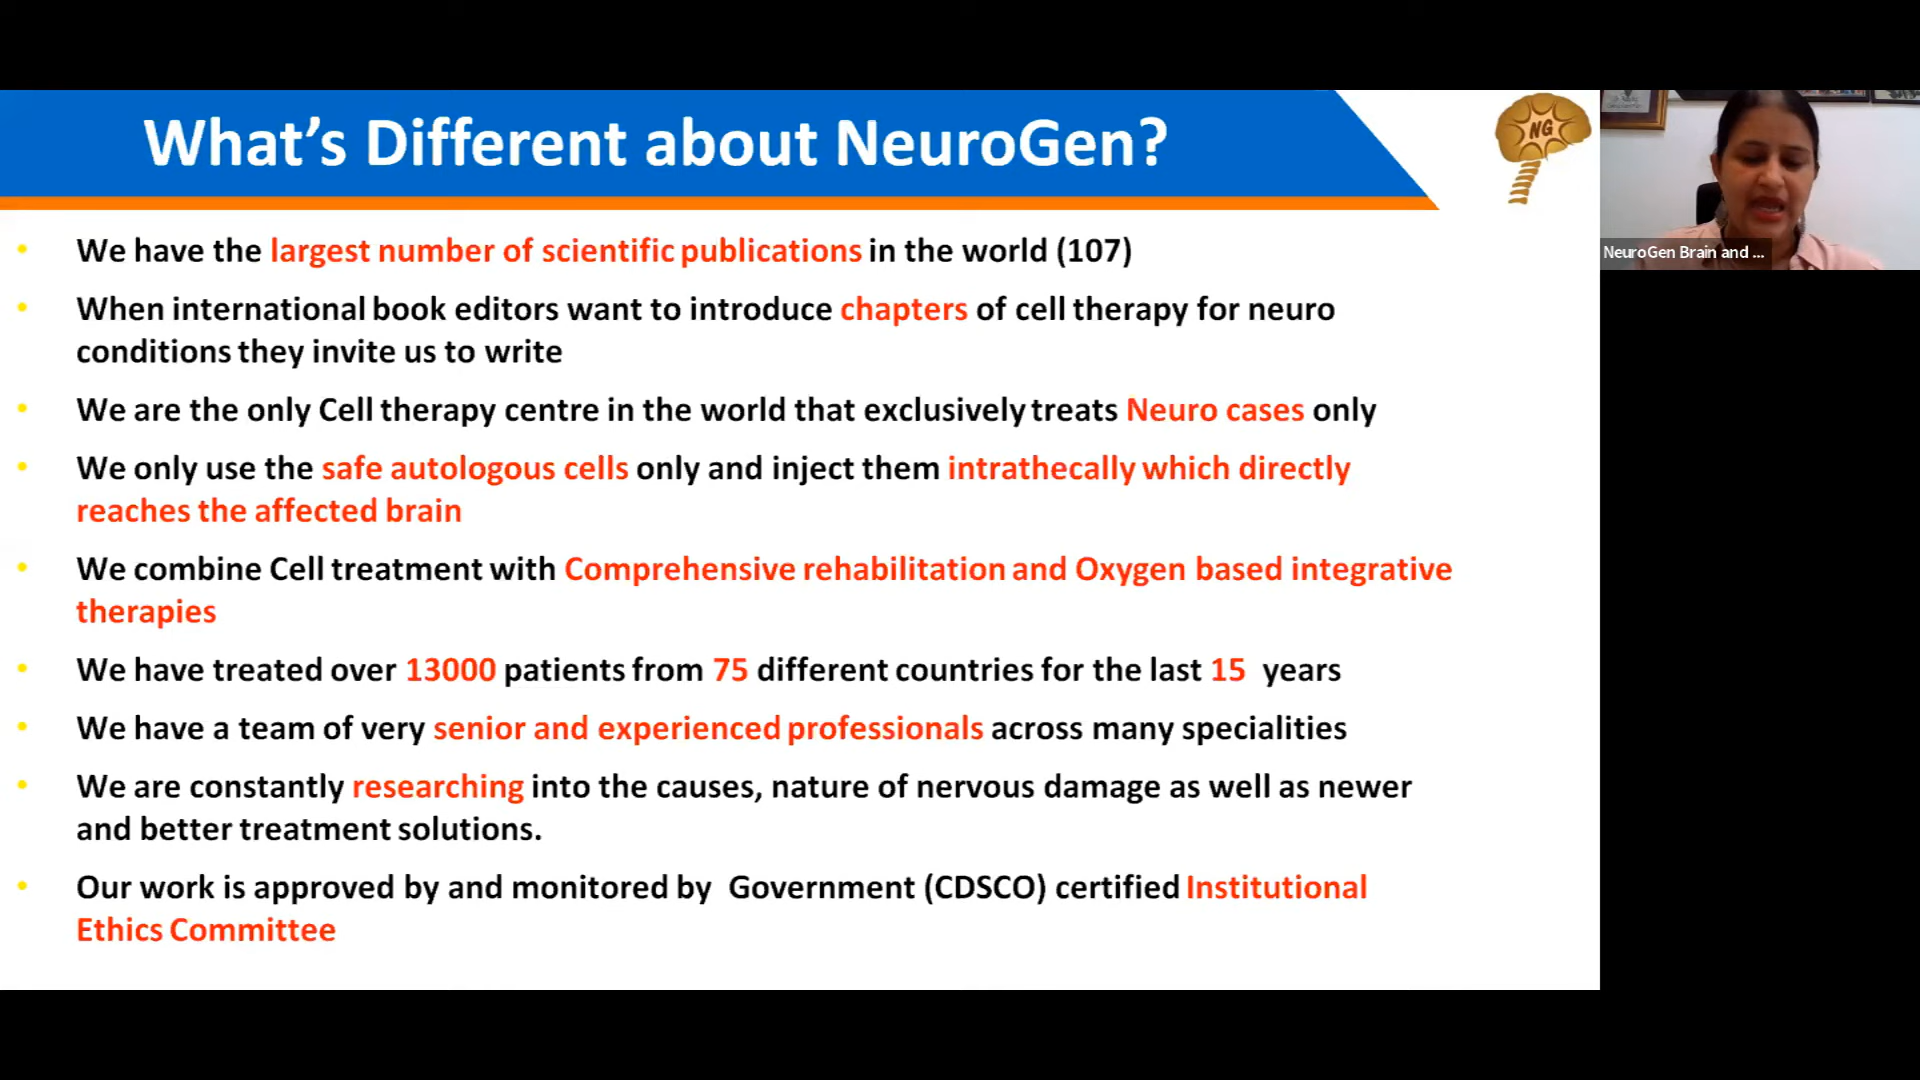 What's Different about NeuroGen?
NG
NeuroGen Brain and ...
• We have the largest number of scientific publications in the world (107)
• When international book editors want to introduce chapters of cell therapy for neuro
conditions they invite us to write
• We are the only Cell therapy centre in the world that exclusively treats Neuro cases only
• We only use the safe autologous cells only and inject them intrathecally which directly
reaches the affected brain
• We combine Cell treatment with Comprehensive rehabilitation and Oxygen based integrative
therapies
• We have treated over 13000 patients from 75 different countries for the last 15 years
• We have a team of very senior and experienced professionals across many specialities
• We are constantly researching into the causes, nature of nervous damage as well as newer
and better treatment solutions.
• Our work is approved by and monitored by Government (CDSCO) certified Institutional
Ethics Committee